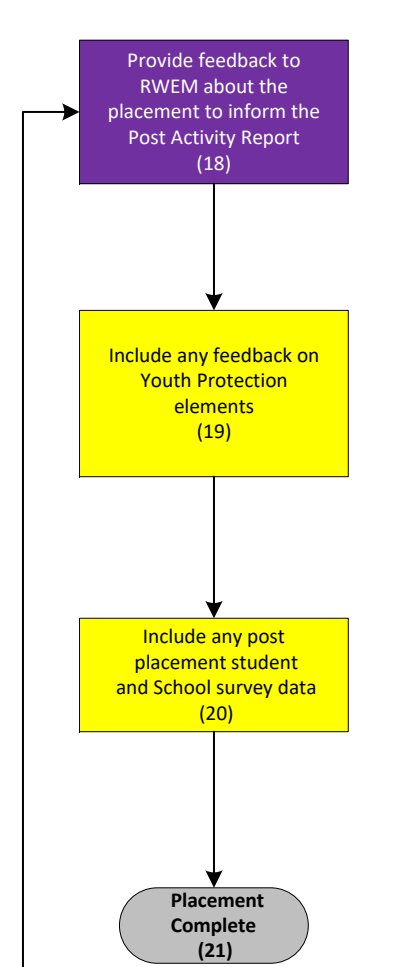 Provide feedback to
RWEM about the
placement to inform the
Post Activity Report
(18)
Include any feedback on
Youth Protection
elements
(19)
Include any post
placement student
and School survey data
(20)
Placement
Complete
(21)